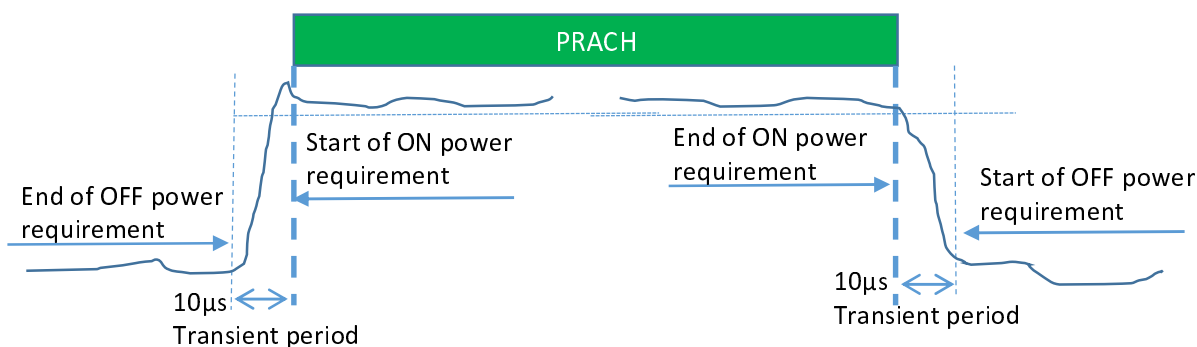 PRACH
Start of ON power
requirement
End of ON power
requirement
End of OFF power
requirement
Start of OFF power
requirement
10µs
Transient period
10µs
Transient period